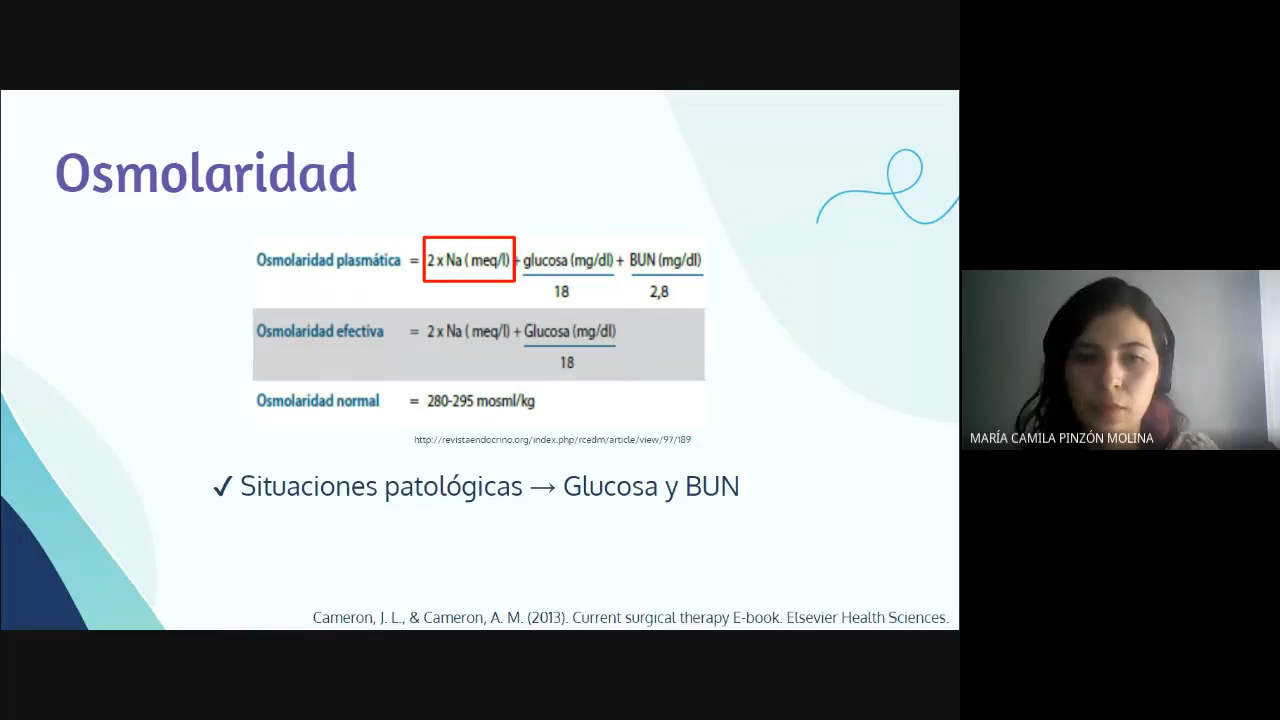 Osmolaridad
Osmolaridad plasmática = 2 x Na ( meq/l) + glucosa (mg/dl) + BUN (mg/dl)
18 2,8
Osmolaridad efectiva = 2 x Na ( meq/l) + Glucosa (mg/dl)
18
Osmolaridad normal = 280-295 mosml/kg
http://revistaendocrino.org/index.php/rcedm/article/view/97/189
✓ Situaciones patológicas → Glucosa y BUN
Cameron, J. L., & Cameron, A. M. (2013). Current surgical therapy E-book. Elsevier Health Sciences.
MARÍA CAMILA PINZÓN MOLINA